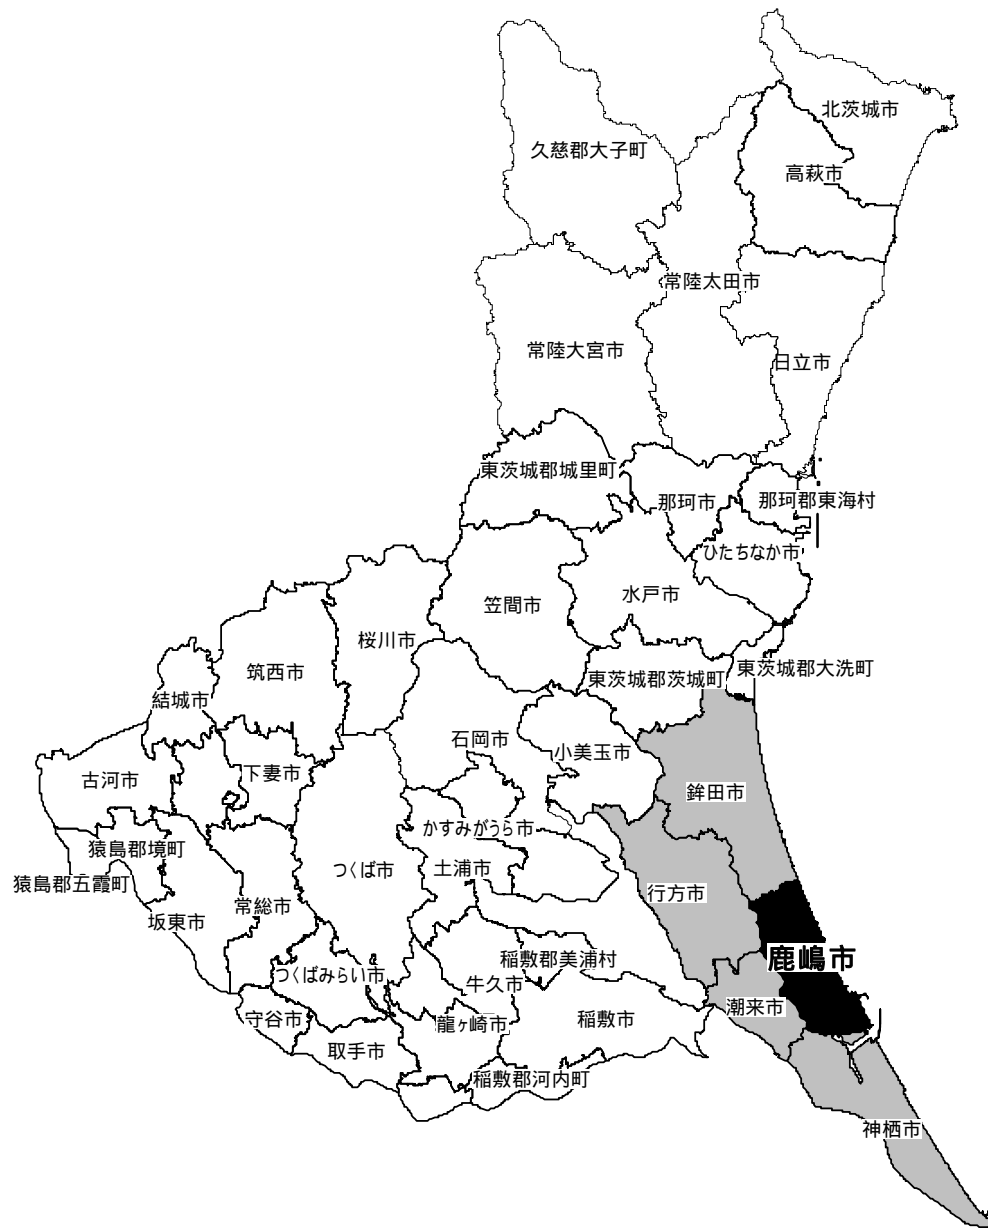 北茨城市
久慈郡大子町
高萩市
常陸太田市
常陸大宮市
日立市
東茨城郡城里町
那珂市
那珂郡東海村
ひたちなか市
水戸市
笠間市
桜川市
東茨城郡大洗町
筑西市
東茨城郡茨城町
結城市
石岡市
小美玉市
下妻市
古河市
鉾田市
かすみがうら市
猿島郡境町
土浦市
つくば市
猿島郡五霞町
行方市
常総市
坂東市
鹿嶋市
稲敷郡美浦村
つくばみらい市
牛久市
潮来市
守谷市
龍ヶ崎市
稲敷市
取手市
稲敷郡河内町
神栖市